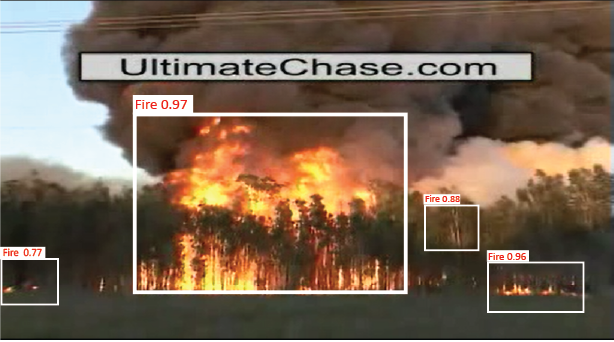 UltimateChase.com
Fire 0.97
Fire 0.88
Fire 0.77
Fire 0.96